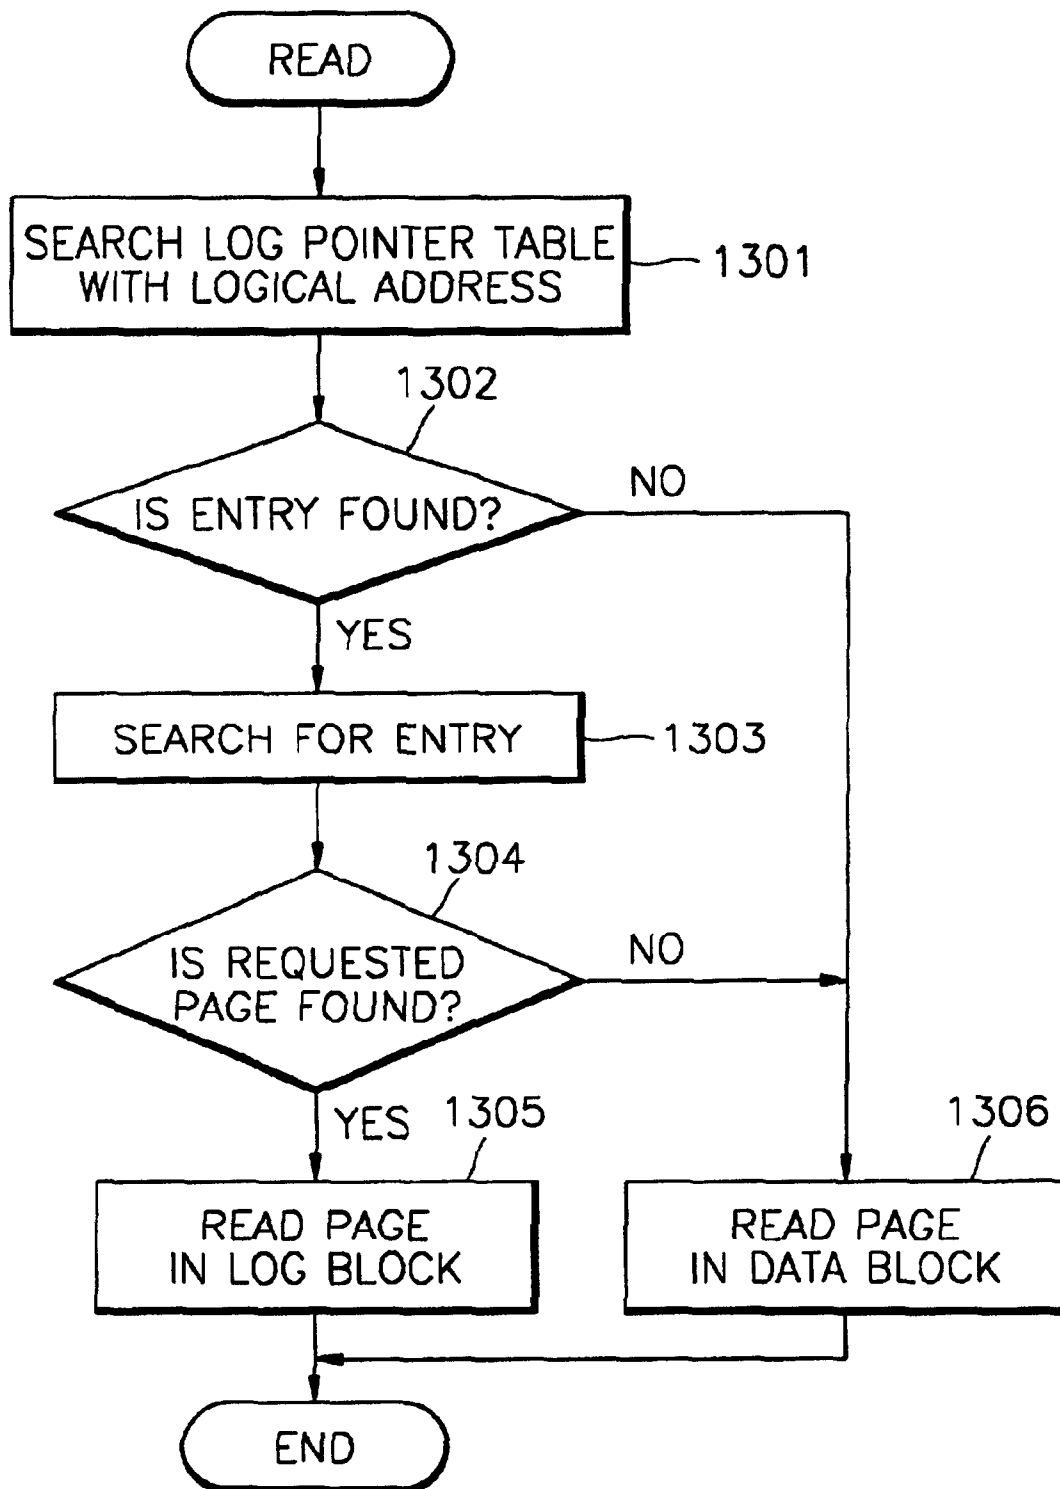 READ
SEARCH LOG POINTER TABLE
WITH LOGICAL ADDRESS
1301
1302
IS ENTRY FOUND?
NO
YES
SEARCH FOR ENTRY
1303
1304
IS REQUESTED
PAGE FOUND?
NO
YES
1305
1306
READ PAGE
IN LOG BLOCK
READ PAGE
IN DATA BLOCK
END